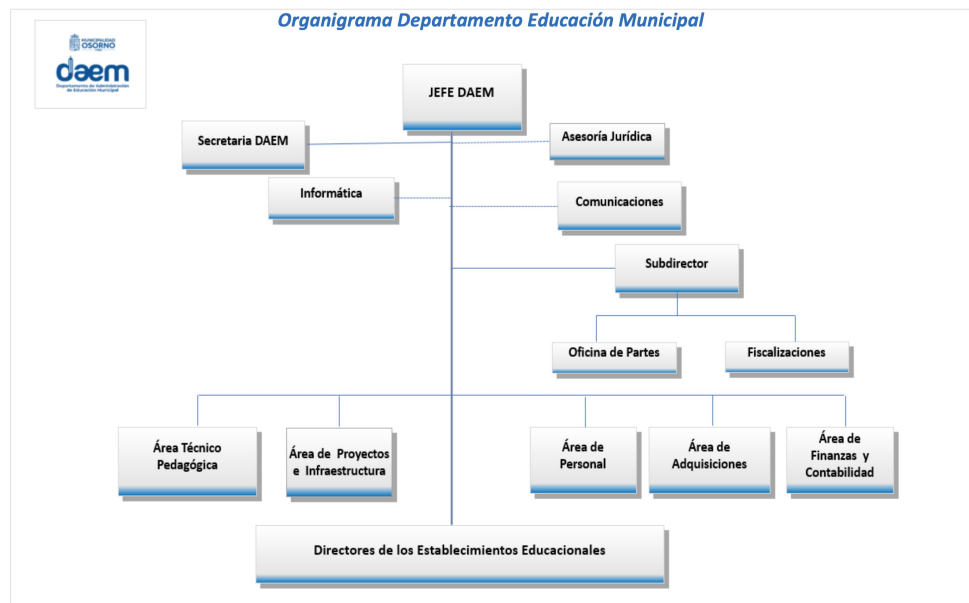 Organigrama Departamento Educación Municipal
MUNICIPALIDAD
OSORNO
daem
Departamento de Administración
de Educación Municipal
JEFE DAEM
Secretaria DAEM
Asesoría Jurídica
Informática
Comunicaciones
Subdirector
Oficina de Partes
Fiscalizaciones
Área Técnico
Pedagógica
Área de Proyectos
e Infraestructura
Área de
Personal
Área de
Adquisiciones
Área de
Finanzas y
Contabilidad
Directores de los Establecimientos Educacionales